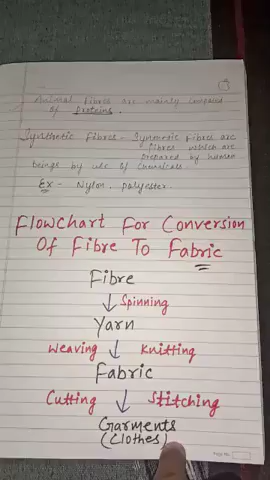 Animal Fibres are mainly composed
of Proteins.
Synthetic Fibres - Synthetic Fibres are
fibres which are
prepared by human
beings by use of chemicals.
Ex - Nylon, polyester
Flowchart For Conversion
Of Fibre To Fabric
Fibre
Spinning
Yarn
Weaving Knitting
Fabric
Cutting Stitching
Garments
(Clothes)
Page No.